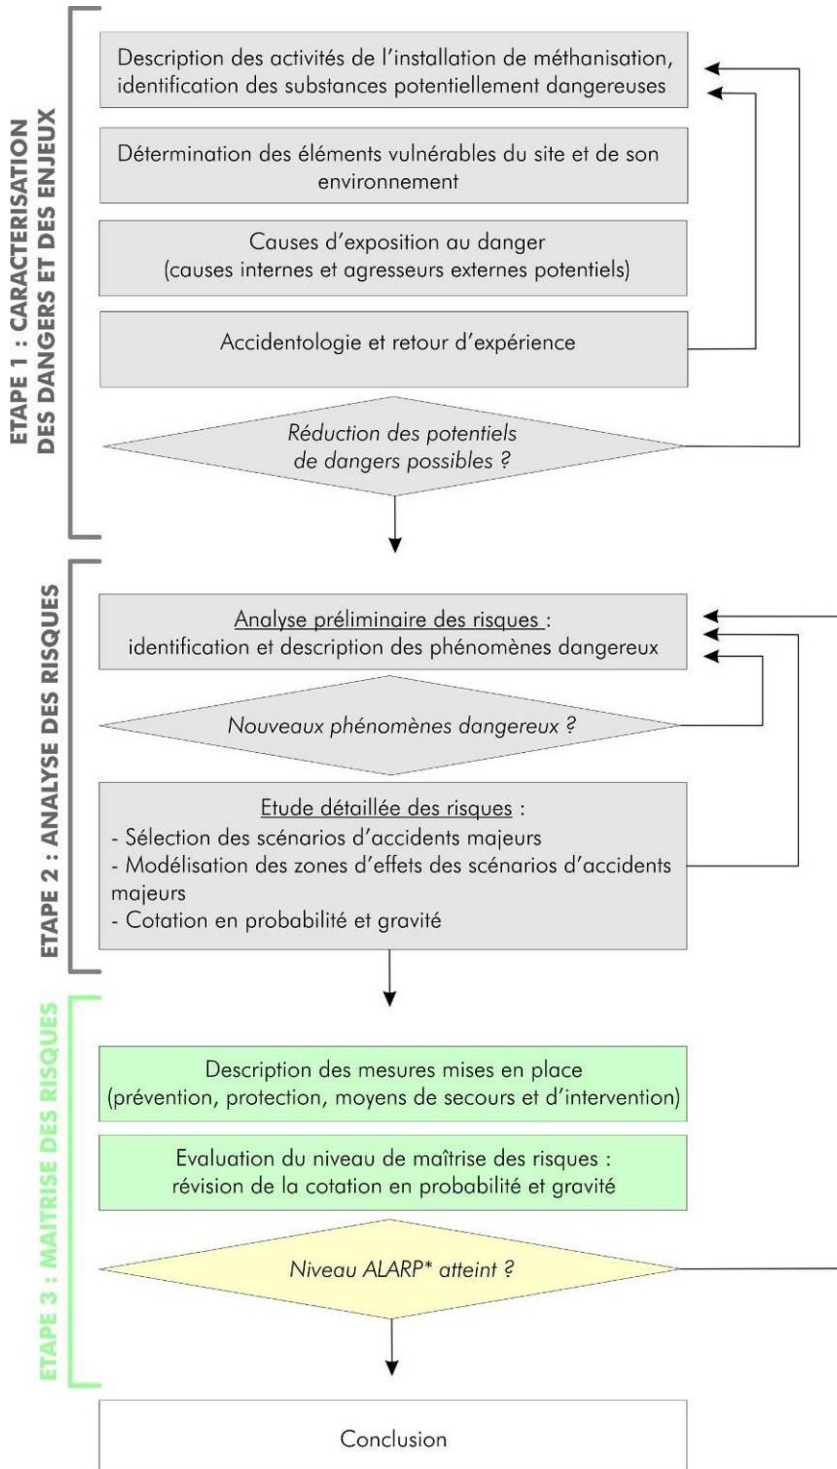 ETAPE 1 : CARACTERISATION
DES DANGERS ET DES ENJEUX
Description des activités de l'installation de méthanisation,
identification des substances potentiellement dangereuses
Détermination des éléments vulnérables du site et de son
environnement
Causes d'exposition au danger
(causes internes et agresseurs externes potentiels)
Accidentologie et retour d'expérience
Réduction des potentiels
de dangers possibles ?
ETAPE 2 : ANALYSE DES RISQUES
Analyse préliminaire des risques :
identification et description des phénomènes dangereux
Nouveaux phénomènes dangereux ?
Etude détaillée des risques :
- Sélection des scénarios d'accidents majeurs
- Modélisation des zones d'effets des scénarios d'accidents
majeurs
- Cotation en probabilité et gravité
ETAPE 3 : MAITRISE DES RISQUES
Description des mesures mises en place
(prévention, protection, moyens de secours et d'intervention)
Evaluation du niveau de maîtrise des risques :
révision de la cotation en probabilité et gravité
Niveau ALARP* atteint ?
Conclusion